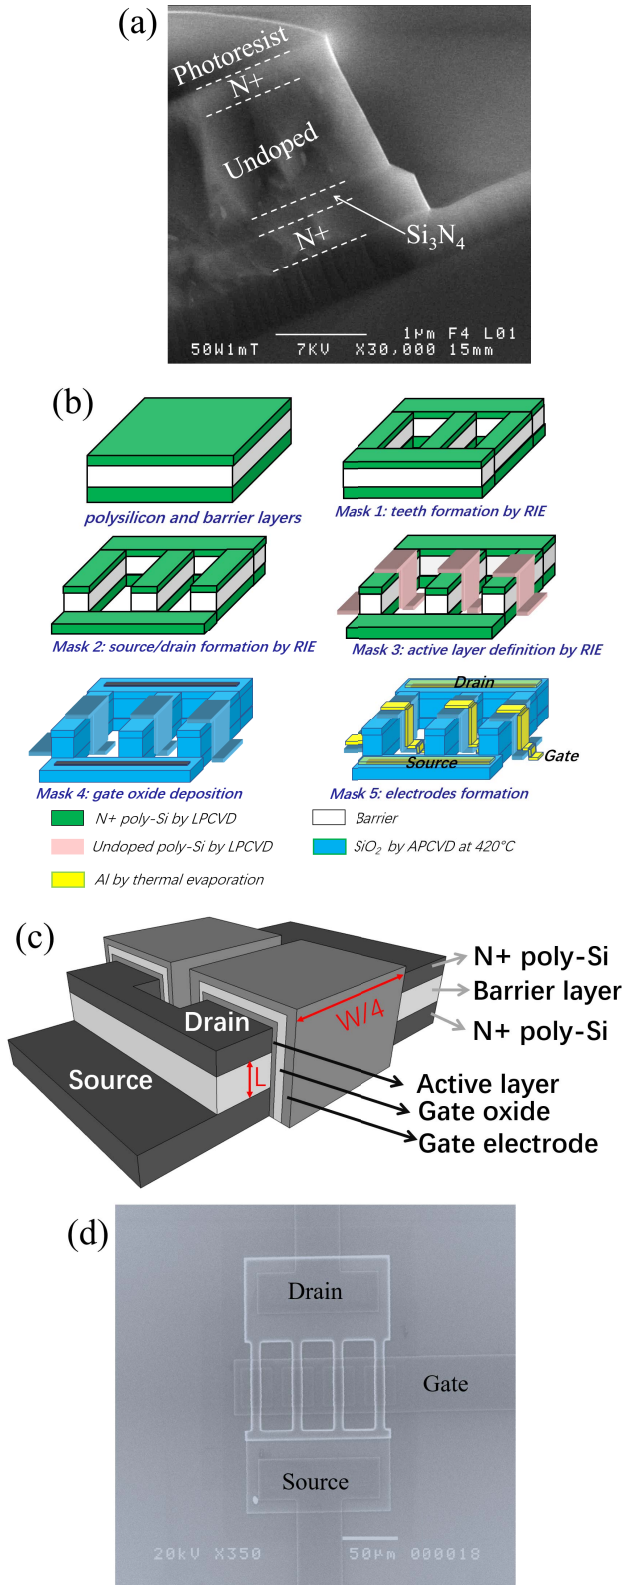 (a)
Photoresist
N+
Undoped
N+
Si₃N₄
1μm F4 L01
50W1mT 7KV X30,000 15mm
(b)
polysilicon and barrier layers
Mask 1: teeth formation by RIE
Mask 2: source/drain formation by RIE
Mask 3: active layer definition by RIE
Drain
Source
Gate
Mask 4: gate oxide deposition
Mask 5: electrodes formation
N+ poly-Si by LPCVD
Barrier
Undoped poly-Si by LPCVD
SiO₂ by APCVD at 420°C
Al by thermal evaporation
(c)
N+ poly-Si
Barrier layer
N+ poly-Si
W/4
Drain
Source
L
Active layer
Gate oxide
Gate electrode
(d)
Drain
Gate
Source
20kV X350 50μm 000018